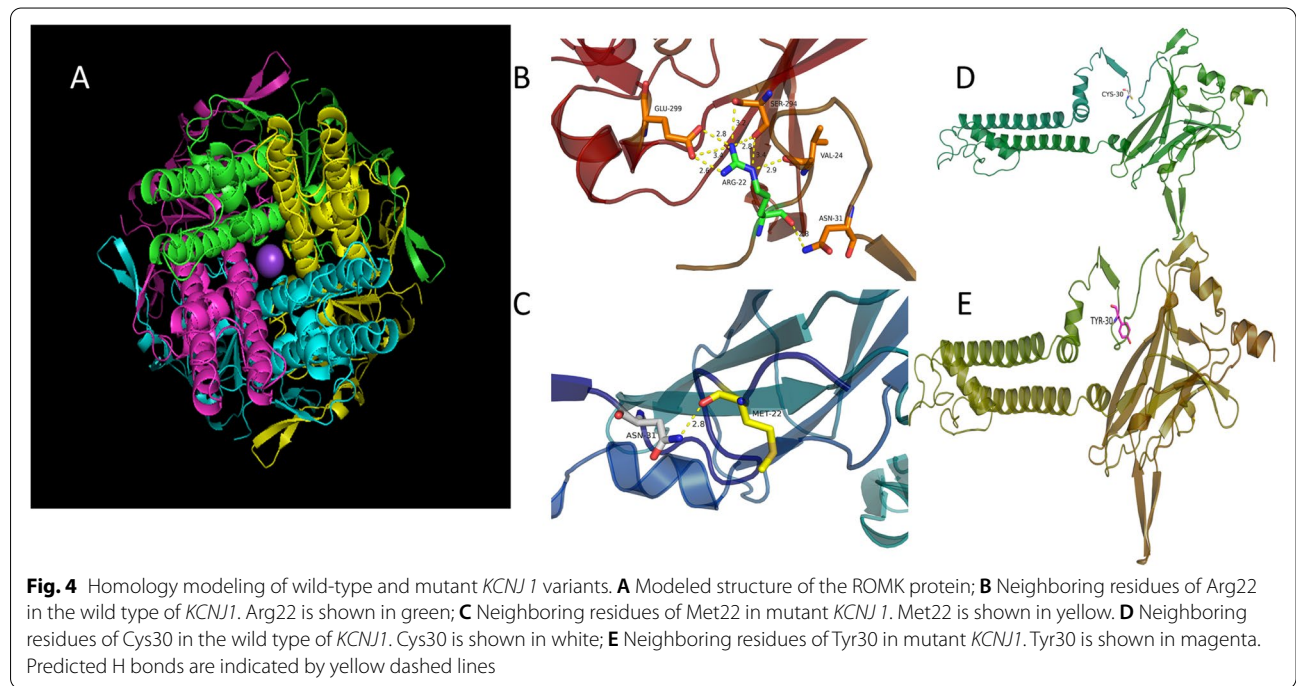 A
B
GLU-299
SER-294
3.2
2.8
2.8
3.4
2.6
VAL-24
2.9
ARG-22
ASN-31
C
MET-22
ASN-31
2.8
D
CYS-30
E
TYR-30
Fig. 4 Homology modeling of wild-type and mutant KCNJ 1 variants. A Modeled structure of the ROMK protein; B Neighboring residues of Arg22
in the wild type of KCNJ1. Arg22 is shown in green; C Neighboring residues of Met22 in mutant KCNJ 1. Met22 is shown in yellow. D Neighboring
residues of Cys30 in the wild type of KCNJ1. Cys30 is shown in white; E Neighboring residues of Tyr30 in mutant KCNJ1. Tyr30 is shown in magenta.
Predicted H bonds are indicated by yellow dashed lines